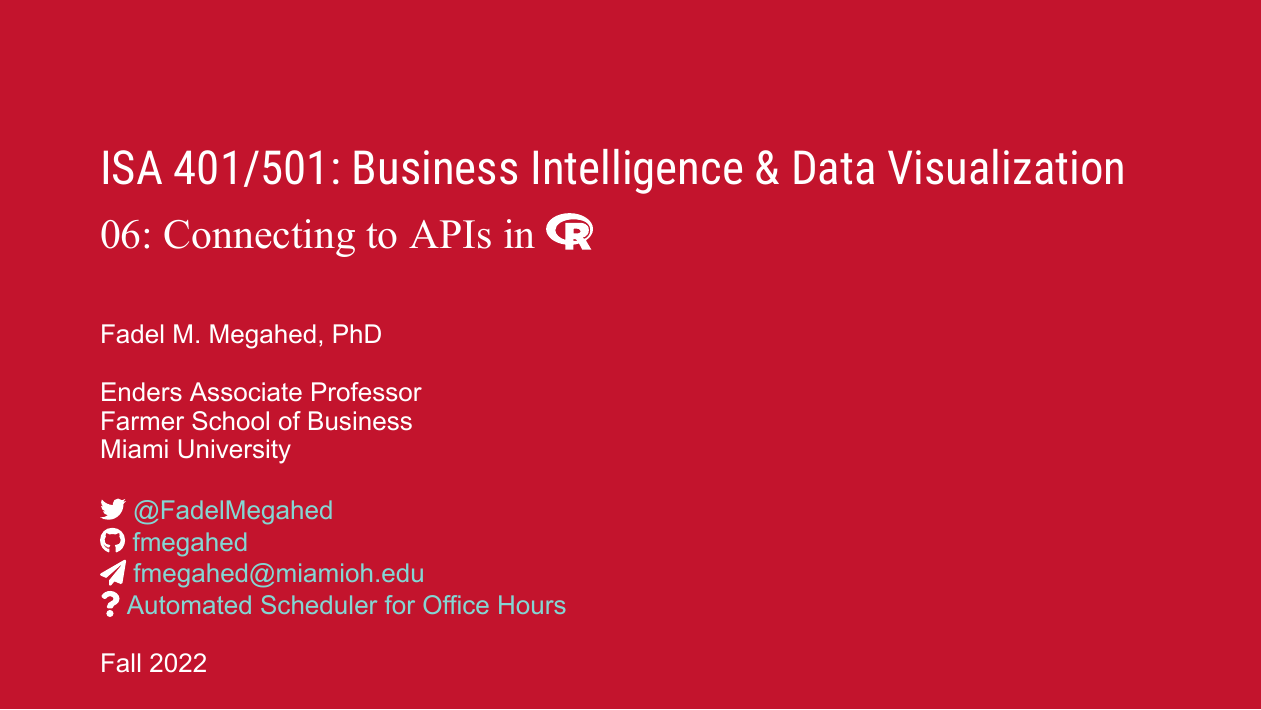 ISA 401/501: Business Intelligence & Data Visualization
06: Connecting to APIs in R
Fadel M. Megahed, PhD
Enders Associate Professor
Farmer School of Business
Miami University
@FadelMegahed
fmegahed
fmegahed@miamioh.edu
? Automated Scheduler for Office Hours
Fall 2022